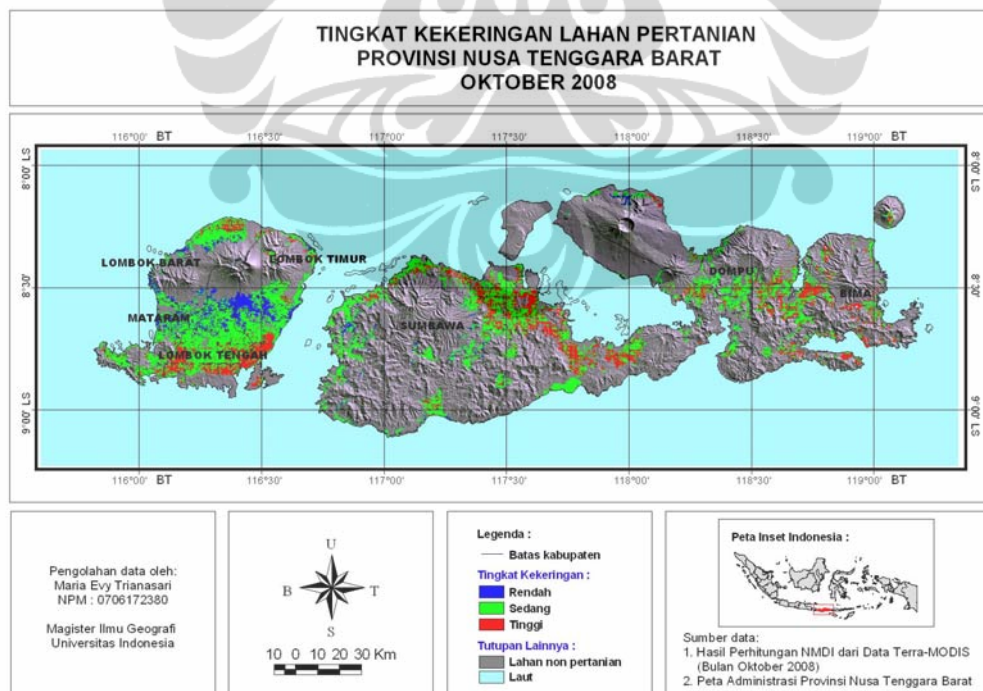 TINGKAT KEKERINGAN LAHAN PERTANIAN
PROVINSI NUSA TENGGARA BARAT
OKTOBER 2008
116°00' BT 116°30' 117°00' 117°30' 118°00' 118°30' 119°00' BT
8°00' LS
8°00' LS
LOMBOK BARAT
LOMBOK TIMUR
DOMPU
8°30'
8°30'
BIMA
MATARAM
SUMBAWA
LOMBOK TENGAH
9°00' LS
9°00' LS
116°00' BT 116°30' 117°00' 117°30' 118°00' 118°30' 119°00' BT
Pengolahan data oleh:
Maria Evy Trianasari
NPM : 0706172380
Magister Ilmu Geografi
Universitas Indonesia
U
B
T
S
10 0 10 20 30 Km
Legenda :
Batas kabupaten
Tingkat Kekeringan :
Rendah
Sedang
Tinggi
Tutupan Lainnya :
Lahan non pertanian
Laut
Peta Inset Indonesia :
Sumber data:
1. Hasil Perhitungan NMDI dari Data Terra-MODIS
(Bulan Oktober 2008)
2. Peta Administrasi Provinsi Nusa Tenggara Barat